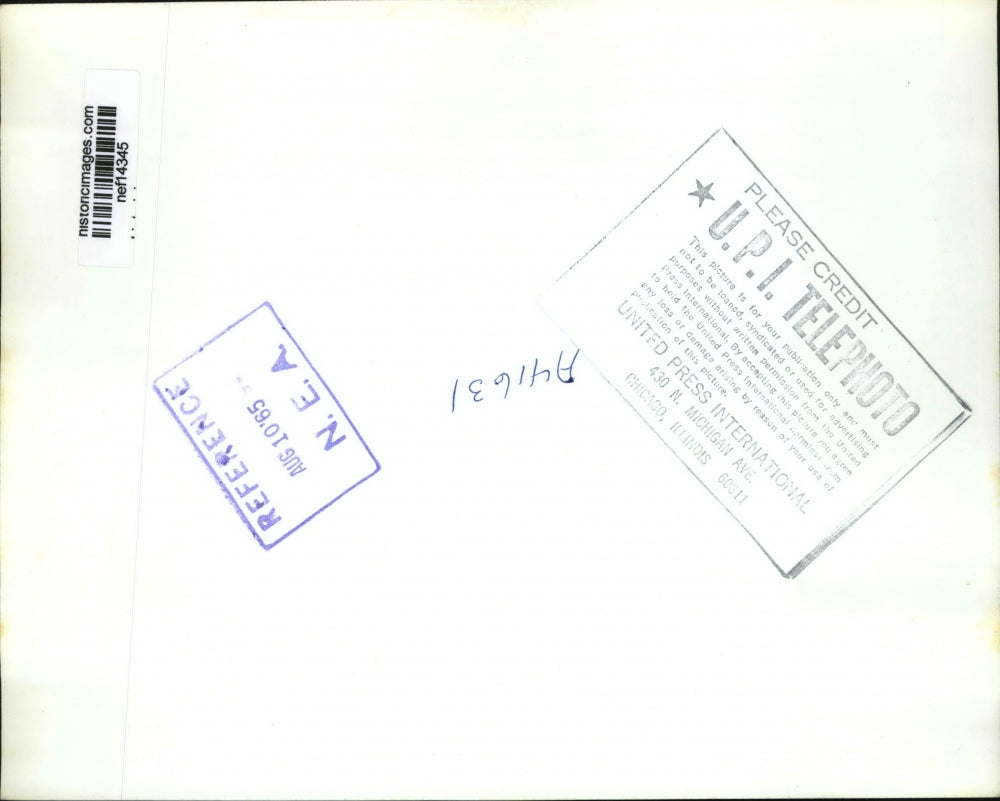 historicimages.com
nef14345
REFERENCE
AUG 10 '65
N. E. A.
A41631
PLEASE CREDIT
U.P.I. TELEPHOTO
This picture is for your publication only and must
not to be loaned, syndicated or used for advertising
purposes without written permission from the United
Press International. By accepting this picture you agree
to hold the United Press International harmless from
any loss or damage arising by reason of your use or
publication of this picture.
UNITED PRESS INTERNATIONAL
430 N. MICHIGAN AVE.
CHICAGO, ILLINOIS 60611